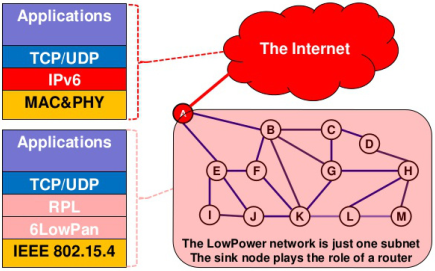 Applications
TCP/UDP
IPv6
MAC&PHY
The Internet
Applications
TCP/UDP
RPL
6LowPan
IEEE 802.15.4
A
B
C
D
E
F
G
H
I
J
K
L
M
The LowPower network is just one subnet
The sink node plays the role of a router